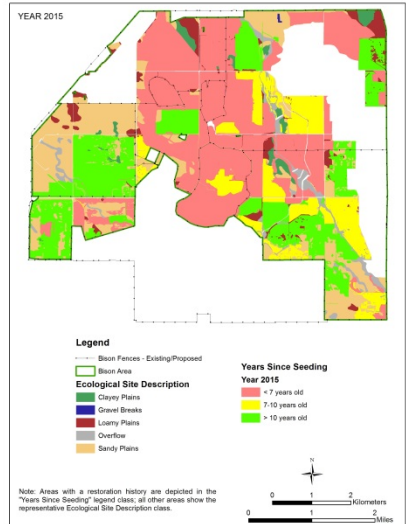 YEAR 2015
Legend
Bison Fences - Existing/Proposed
Bison Area
Ecological Site Description
Clayey Plains
Gravel Breaks
Loamy Plains
Overflow
Sandy Plains
Years Since Seeding
Year 2015
< 7 years old
7-10 years old
> 10 years old
Note: Areas with a restoration history are depicted in the
"Years Since Seeding" legend class; all other areas show the
representative Ecological Site Description class.
N
0 1 2
Kilometers
0 1 2
Miles